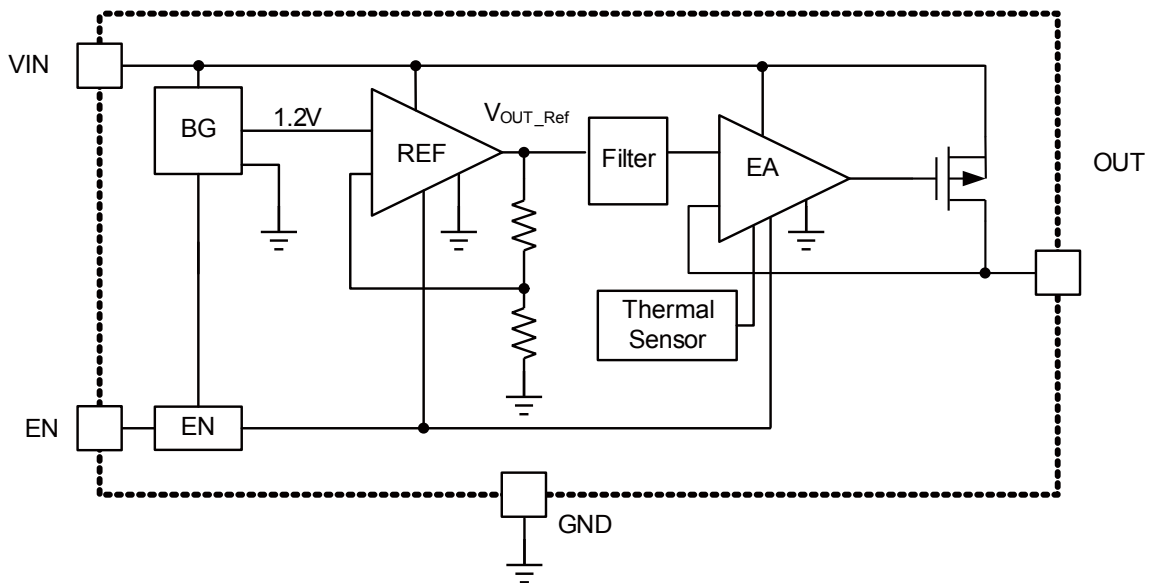 VIN
BG
1.2V
REF
VOUT_Ref
Filter
EA
OUT
Thermal
Sensor
EN
EN
GND